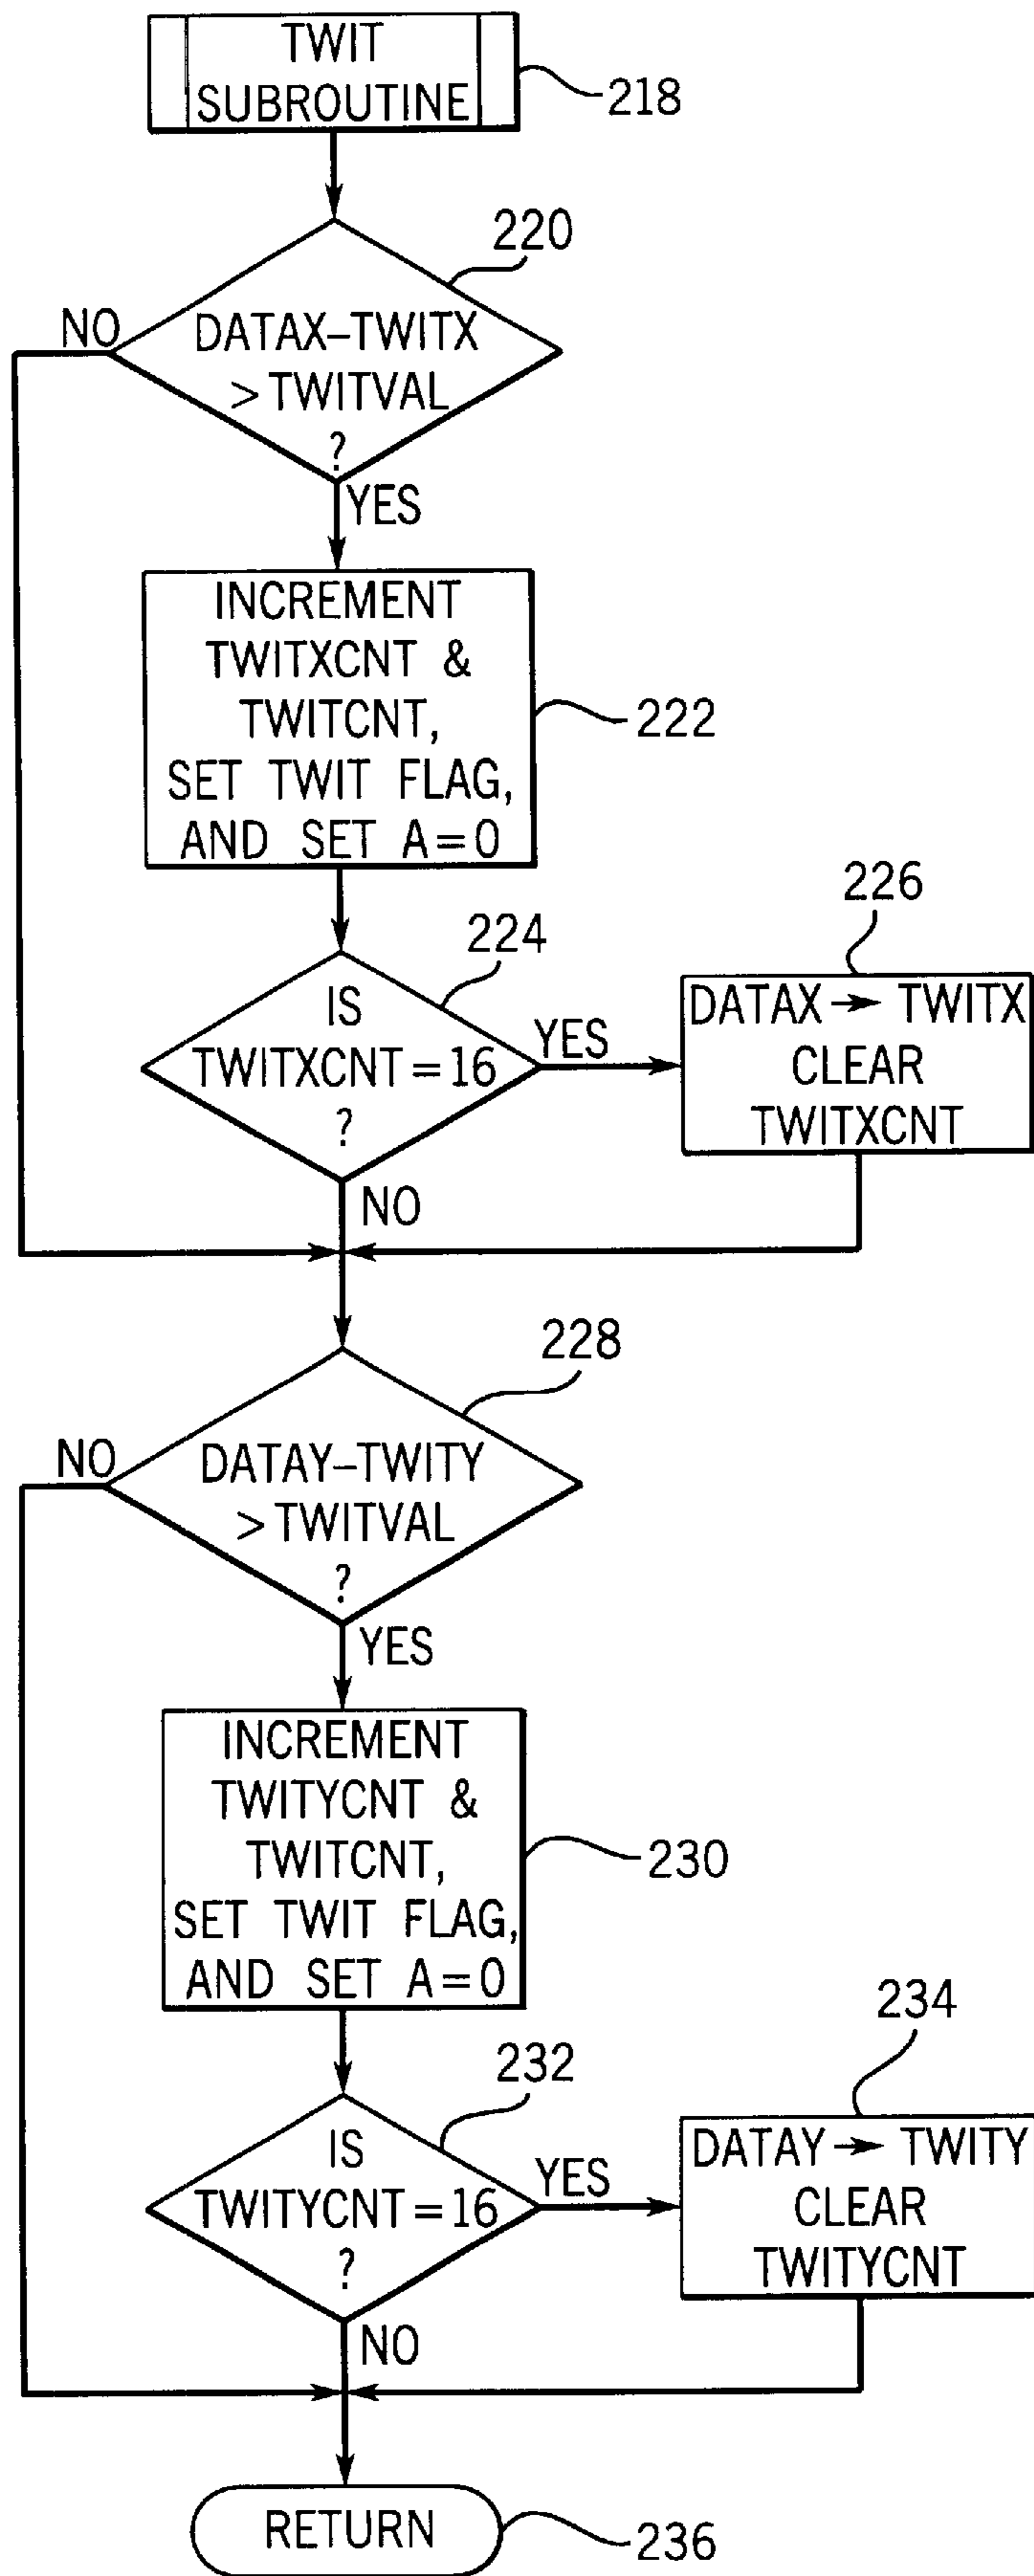 TWIT
SUBROUTINE
218
220
NO
DATAX–TWITX
> TWITVAL
?
YES
INCREMENT
TWITXCNT &
TWITCNT,
SET TWIT FLAG,
AND SET A=0
222
224
226
IS
TWITXCNT = 16
?
YES
DATAX → TWITX
CLEAR
TWITXCNT
NO
228
NO
DATAY–TWITY
> TWITVAL
?
YES
INCREMENT
TWITYCNT &
TWITCNT,
SET TWIT FLAG,
AND SET A=0
230
232
234
IS
TWITYCNT = 16
?
YES
DATAY → TWITY
CLEAR
TWITYCNT
NO
RETURN
236